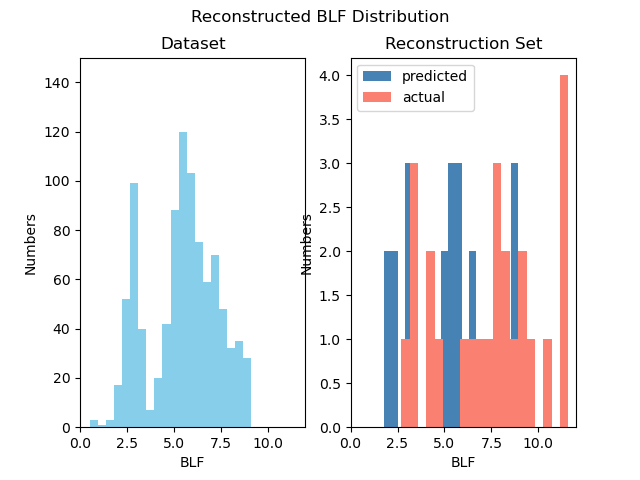 Reconstructed BLF Distribution
Dataset
140
120
100
80
60
40
20
0
Numbers
0.0 2.5 5.0 7.5 10.0
BLF
Reconstruction Set
predicted
actual
4.0
3.5
3.0
2.5
2.0
1.5
1.0
0.5
0.0
Numbers
0.0 2.5 5.0 7.5 10.0
BLF